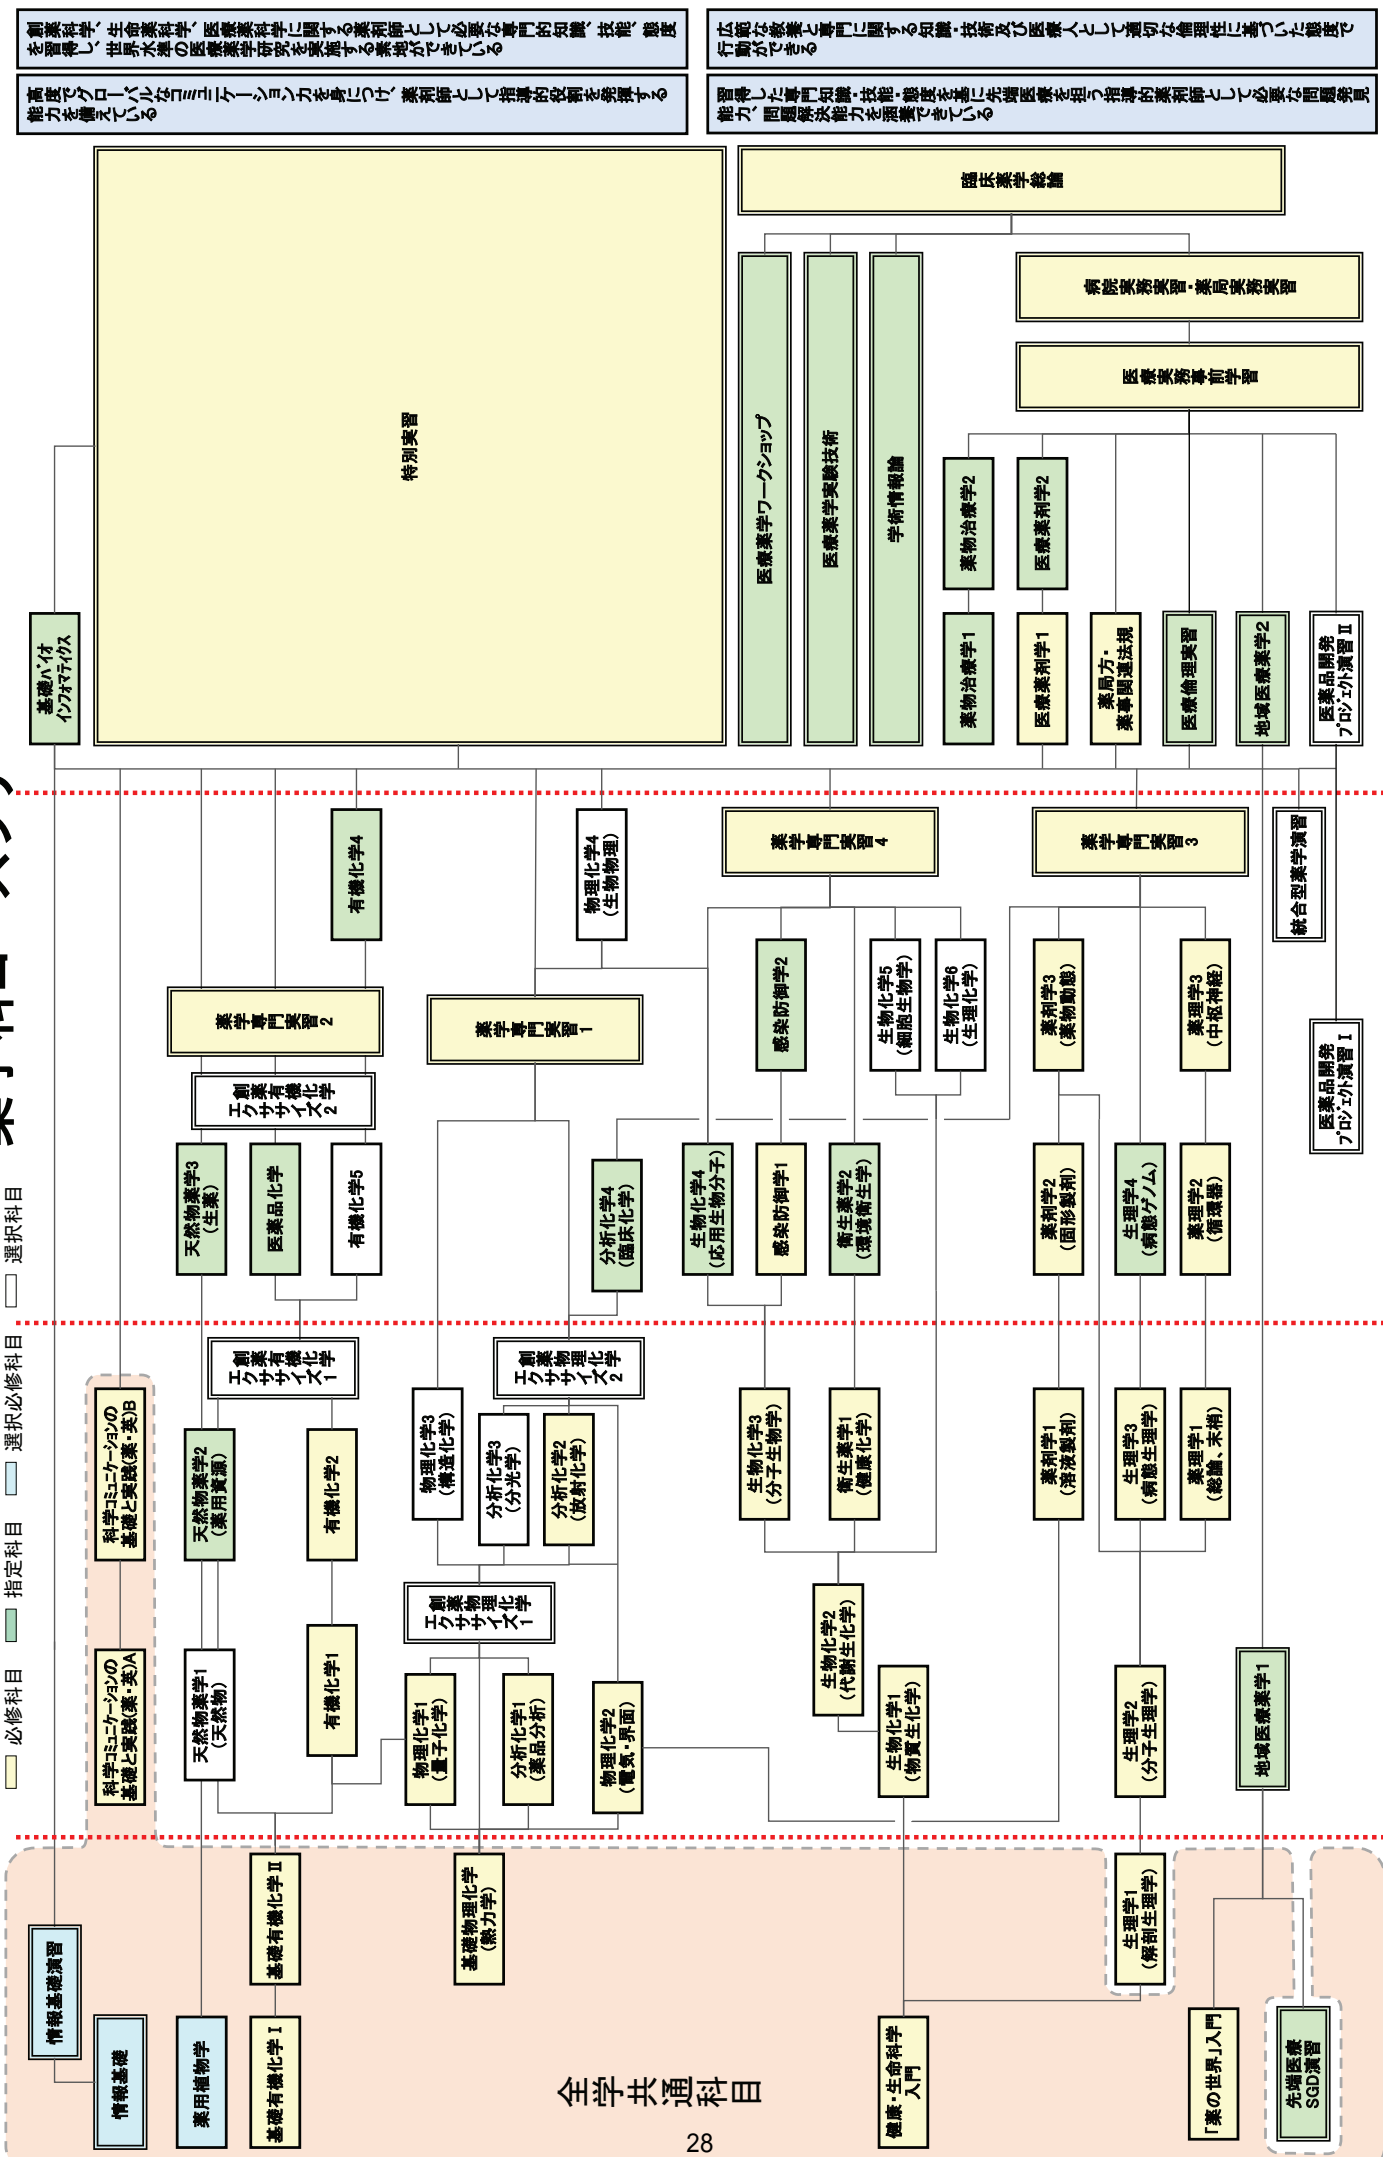 必修科目
指定科目
選択必修科目
選択科目
全学共通科目
情報基礎
情報基礎演習
薬用植物学
基礎有機化学Ⅰ
基礎有機化学Ⅱ
基礎物理化学
(熱力学)
健康・生命科学
入門
生理学1
(解剖生理学)
「薬の世界」入門
先端医療
SGD演習
科学コミュニケーションの
基礎と実践(薬・英)A
科学コミュニケーションの
基礎と実践(薬・英)B
天然物薬学1
(天然物)
天然物薬学2
(薬用資源)
有機化学1
有機化学2
創薬有機化学
エクササイズ
1
物理化学1
(量子化学)
分析化学1
(薬品分析)
物理化学2
(電気・界面)
創薬物理化学
エクササイズ
1
物理化学3
(構造化学)
分析化学3
(分光学)
分析化学2
(放射化学)
創薬物理化学
エクササイズ
2
生物化学1
(物質生化学)
生物化学2
(代謝生化学)
生物化学3
(分子生物学)
衛生薬学1
(健康化学)
薬剤学1
(溶液製剤)
生理学2
(分子生理学)
生理学3
(病態生理学)
薬理学1
(総論、末梢)
地域医療薬学1
天然物薬学3
(生薬)
医薬品化学
有機化学5
創薬有機化学
エクササイズ
2
薬学専門実習2
有機化学4
薬学専門実習1
物理化学4
(生物物理)
分析化学4
(臨床化学)
生物化学4
(応用生物分子)
感染防御学1
衛生薬学2
(環境衛生学)
感染防御学2
生物化学5
(細胞生物学)
生物化学6
(生理化学)
薬学専門実習4
薬剤学2
(固形製剤)
生理学4
(病態ゲノム)
薬理学2
(循環器)
薬剤学3
(薬物動態)
薬理学3
(中枢神経)
薬学専門実習3
統合型薬学演習
医薬品開発
プロジェクト演習Ⅰ
基礎バイオ
インフォマティクス
特別実習
医療薬学ワークショップ
医療薬学実験技術
学術情報論
薬物治療学1
薬物治療学2
医療薬剤学1
医療薬剤学2
薬局方・
薬事関連法規
医療倫理実習
地域医療薬学2
医薬品開発
プロジェクト演習Ⅱ
医療実務事前学習
病院実務実習・薬局実務実習
臨床薬学総論
創薬科学、生命薬科学、医療薬科学に関する薬剤師として必要な専門的知識、技能、態度
を習得し、世界水準の医療薬学研究を実施する素地ができている
高度でグローバルなコミュニケーション力を身につけ、薬剤師として指導的役割を発揮する
能力を備えている
広範な教養と専門に関する知識・技術及び医療人として適切な倫理性に基づいた態度で
行動ができる
習得した専門知識・技能・態度を基に先端医療を担う指導的薬剤師として必要な問題発見
能力、問題解決能力を涵養できている
28